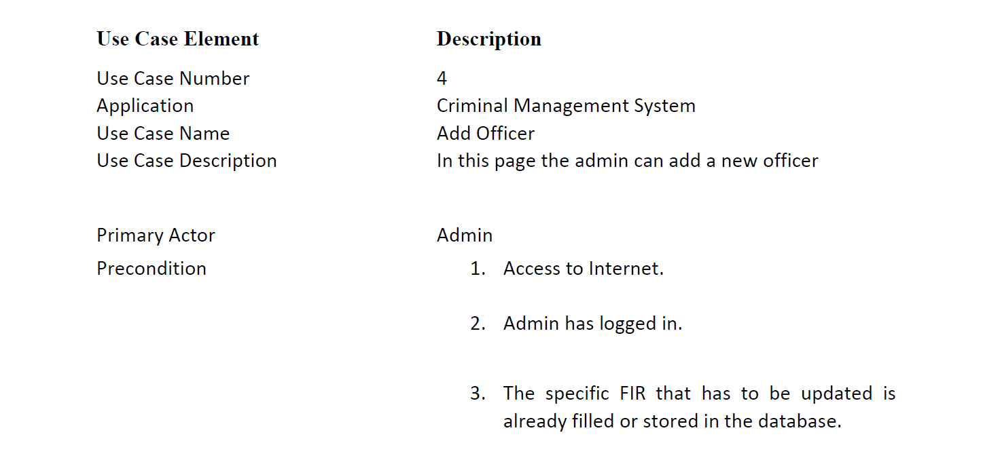 Use Case Element Description
Use Case Number 4
Application Criminal Management System
Use Case Name Add Officer
Use Case Description In this page the admin can add a new officer
Primary Actor Admin
Precondition 1. Access to Internet.
2. Admin has logged in.
3. The specific FIR that has to be updated is
already filled or stored in the database.